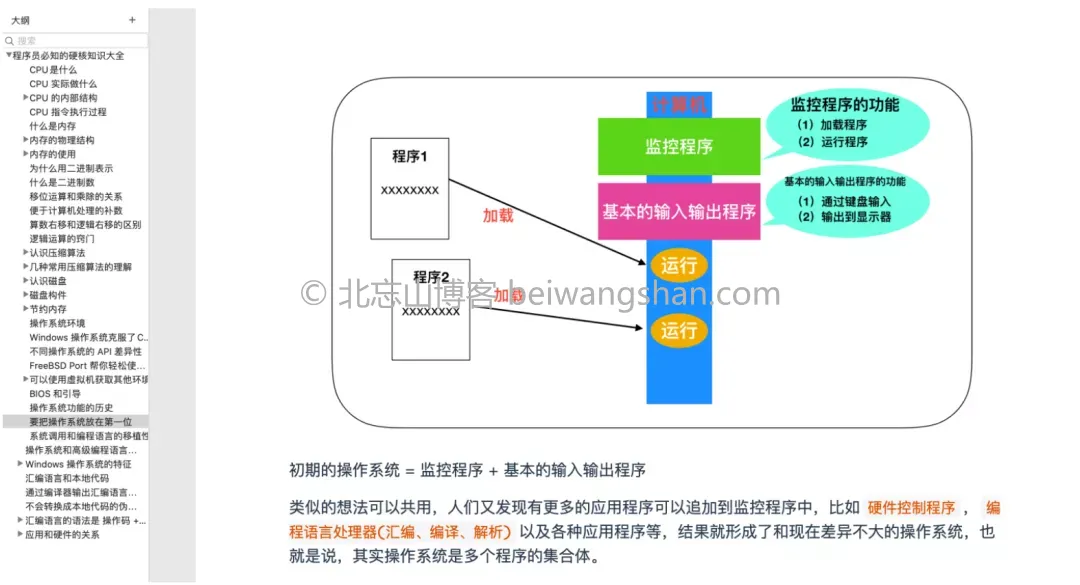 大纲
+
搜索
程序员必知的硬核知识大全
CPU 是什么
CPU 实际做什么
CPU 的内部结构
CPU 指令执行过程
什么是内存
内存的物理结构
内存的使用
为什么用二进制表示
什么是二进制数
移位运算和乘除的关系
便于计算机处理的补数
算数右移和逻辑右移的区别
逻辑运算的窍门
认识压缩算法
几种常用压缩算法的理解
认识磁盘
磁盘构件
节约内存
操作系统环境
Windows 操作系统克服了C...
不同操作系统的 API 差异性
FreeBSD Port 帮你轻松使...
可以使用虚拟机获取其他环境
BIOS 和引导
操作系统功能的历史
要把操作系统放在第一位
系统调用和编程语言的移植性
操作系统和高级编程语言...
Windows 操作系统的特征
汇编语言和本地代码
通过编译器输出汇编语言...
不会转换成本地代码的伪...
汇编语言的语法是 操作码 +...
应用和硬件的关系
计算机
监控程序
监控程序的功能
（1）加载程序
（2）运行程序
程序1
XXXXXXXX
加载
基本的输入输出程序
基本的输入输出程序的功能
（1）通过键盘输入
（2）输出到显示器
运行
程序2
XXXXXXXX
加载
运行
© 北忘山博客 beiwangshan.com
初期的操作系统 = 监控程序 + 基本的输入输出程序
类似的想法可以共用，人们又发现有更多的应用程序可以追加到监控程序中，比如 硬件控制程序 ， 编
程语言处理器(汇编、编译、解析) 以及各种应用程序等，结果就形成了和现在差异不大的操作系统，也
就是说，其实操作系统是多个程序的集合体。